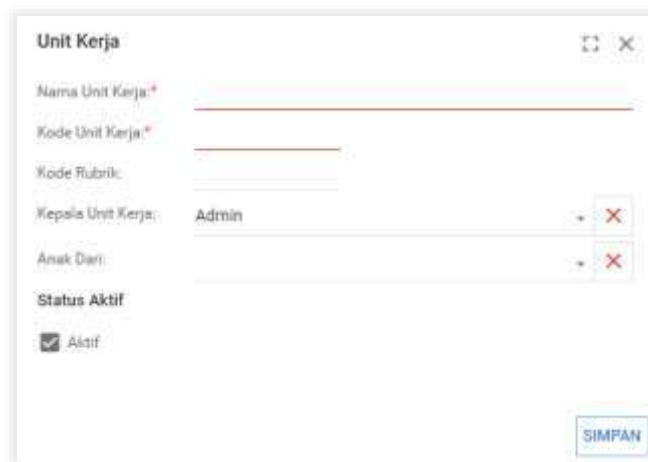 Unit Kerja
Nama Unit Kerja:*
Kode Unit Kerja:*
Kode Rubrik:
Kepala Unit Kerja: Admin
Anak Dari:
Status Aktif
Aktif
SIMPAN